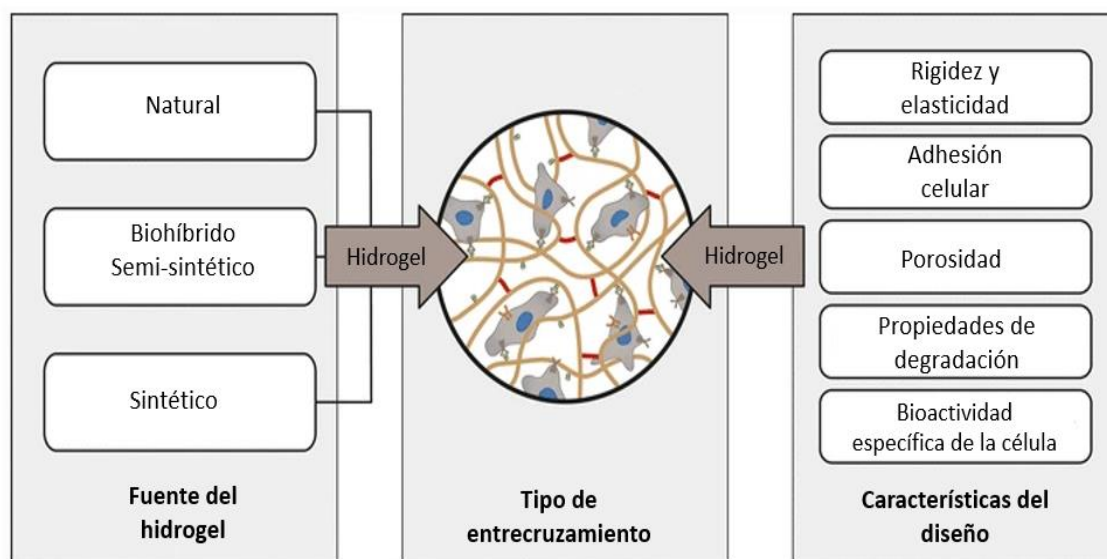 Natural
Biohíbrido
Semi-sintético
Sintético
Fuente del
hidrogel
Hidrogel
Tipo de
entrecruzamiento
Hidrogel
Rigidez y
elasticidad
Adhesión
celular
Porosidad
Propiedades de
degradación
Bioactividad
específica de la célula
Características del
diseño